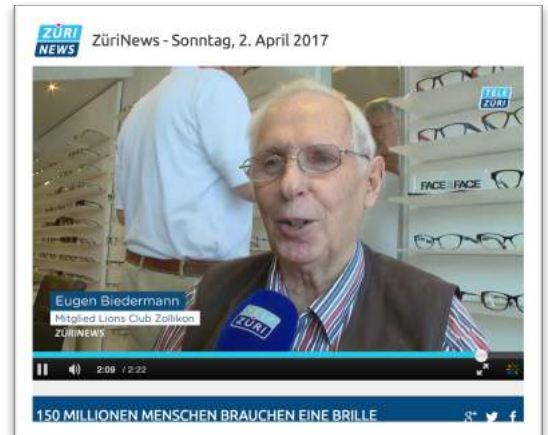 ZÜRI
NEWS
ZüriNews - Sonntag, 2. April 2017
TELE
ZÜRI
FACE A FACE
Eugen Biedermann
Mitglied Lions Club Zollikon
ZÜRINEWS
TELE
ZÜRI
2:09 / 2:22
150 MILLIONEN MENSCHEN BRAUCHEN EINE BRILLE
g+ f